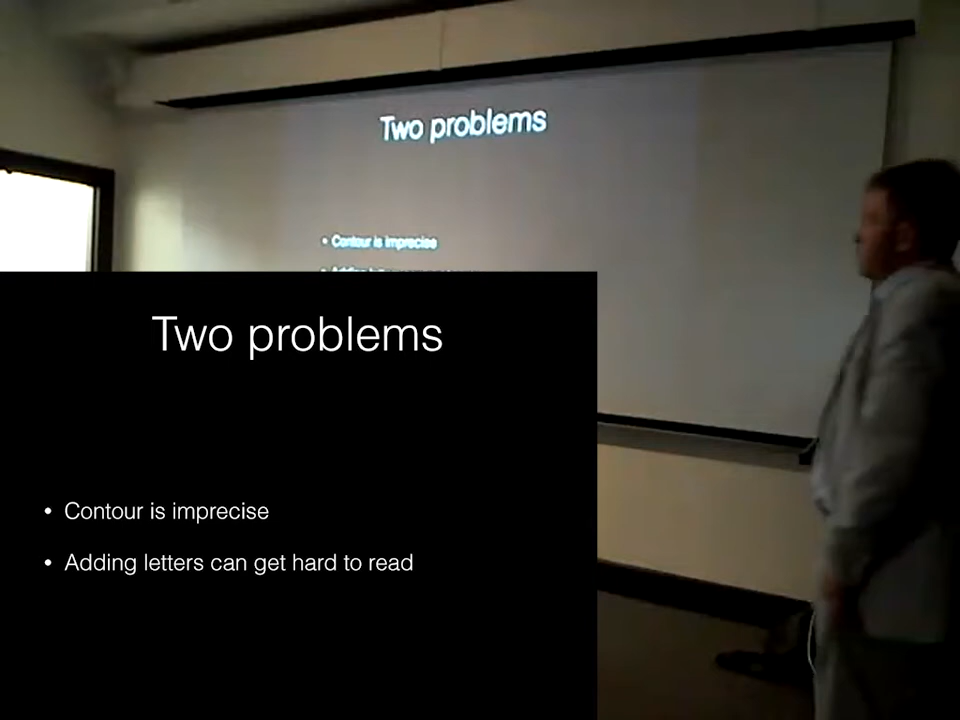 Two problems
• Contour is imprecise
Two problems
• Contour is imprecise
• Adding letters can get hard to read